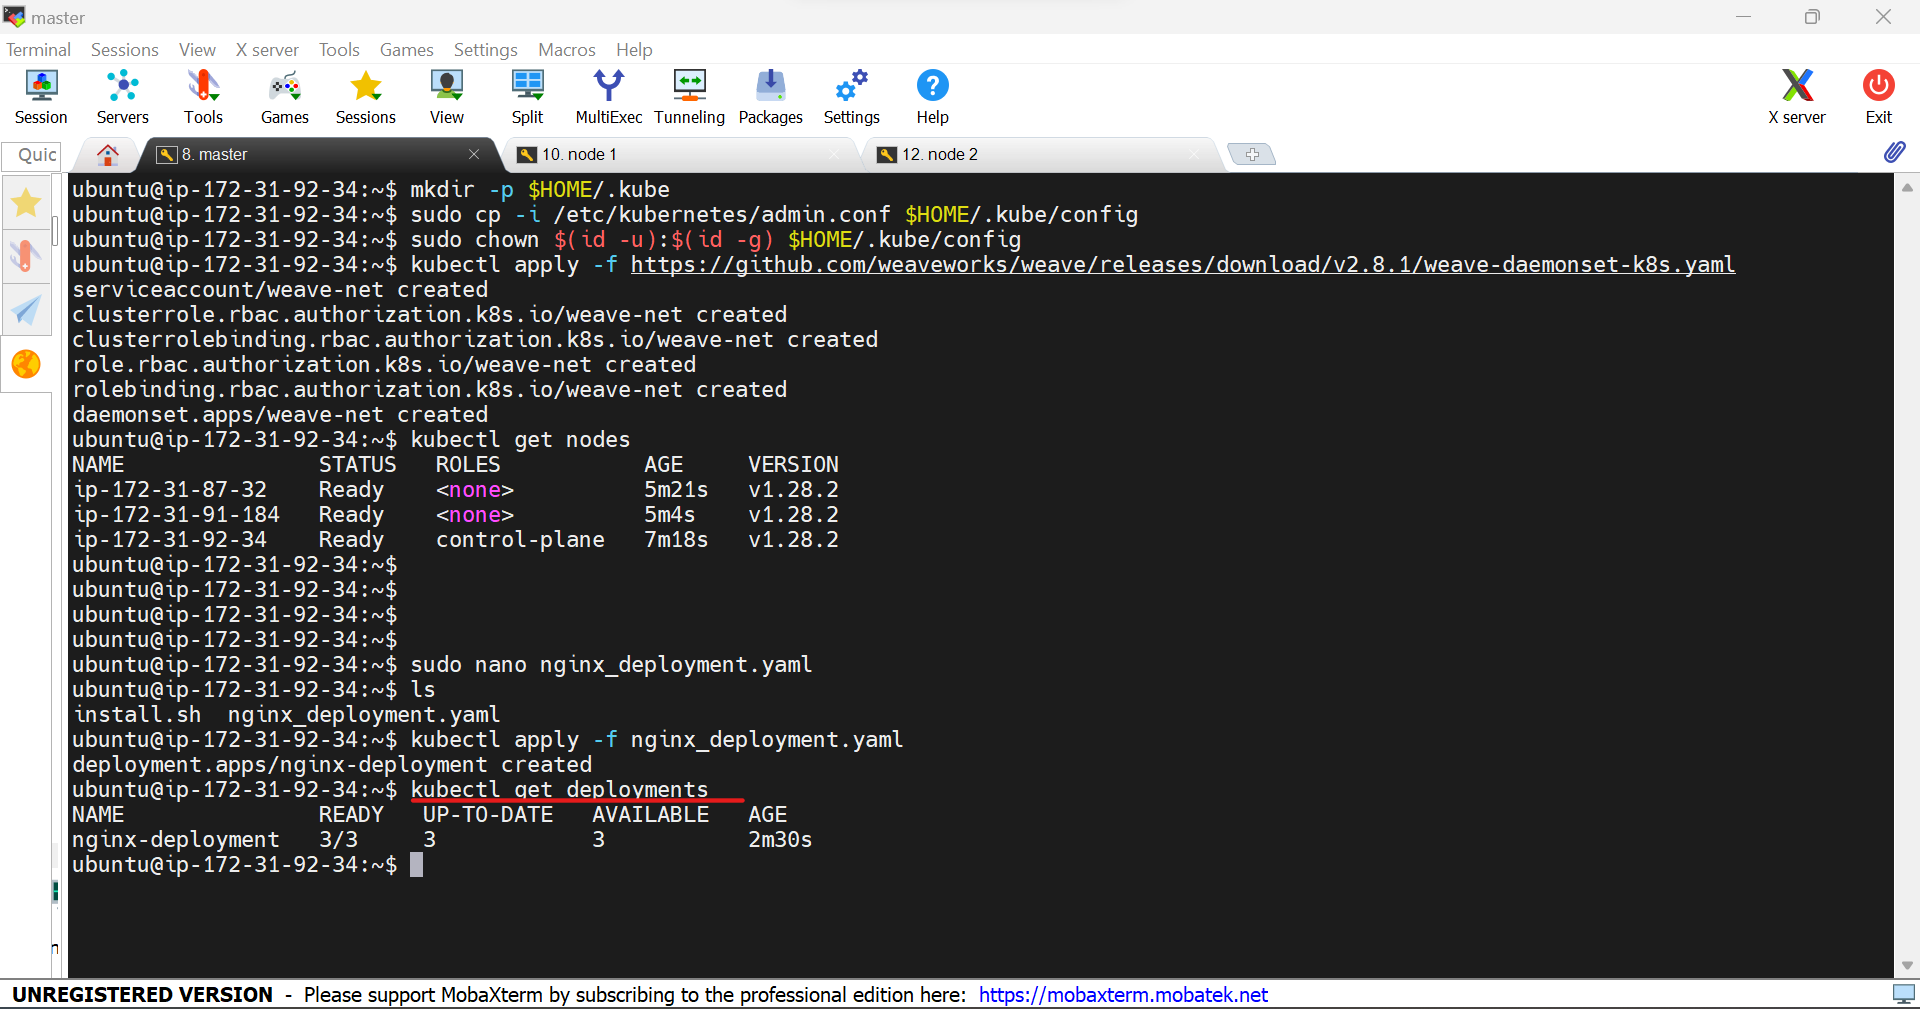 master
Terminal Sessions View X server Tools Games Settings Macros Help
Session Servers Tools Games Sessions View Split MultiExec Tunneling Packages Settings Help X server Exit
Quic 8. master 10. node 1 12. node 2
ubuntu@ip-172-31-92-34:~$ mkdir -p $HOME/.kube
ubuntu@ip-172-31-92-34:~$ sudo cp -i /etc/kubernetes/admin.conf $HOME/.kube/config
ubuntu@ip-172-31-92-34:~$ sudo chown $(id -u):$(id -g) $HOME/.kube/config
ubuntu@ip-172-31-92-34:~$ kubectl apply -f https://github.com/weaveworks/weave/releases/download/v2.8.1/weave-daemonset-k8s.yaml
serviceaccount/weave-net created
clusterrole.rbac.authorization.k8s.io/weave-net created
clusterrolebinding.rbac.authorization.k8s.io/weave-net created
role.rbac.authorization.k8s.io/weave-net created
rolebinding.rbac.authorization.k8s.io/weave-net created
daemonset.apps/weave-net created
ubuntu@ip-172-31-92-34:~$ kubectl get nodes
NAME STATUS ROLES AGE VERSION
ip-172-31-87-32 Ready <none> 5m21s v1.28.2
ip-172-31-91-184 Ready <none> 5m4s v1.28.2
ip-172-31-92-34 Ready control-plane 7m18s v1.28.2
ubuntu@ip-172-31-92-34:~$
ubuntu@ip-172-31-92-34:~$
ubuntu@ip-172-31-92-34:~$
ubuntu@ip-172-31-92-34:~$
ubuntu@ip-172-31-92-34:~$ sudo nano nginx_deployment.yaml
ubuntu@ip-172-31-92-34:~$ ls
install.sh nginx_deployment.yaml
ubuntu@ip-172-31-92-34:~$ kubectl apply -f nginx_deployment.yaml
deployment.apps/nginx-deployment created
ubuntu@ip-172-31-92-34:~$ kubectl get deployments
NAME READY UP-TO-DATE AVAILABLE AGE
nginx-deployment 3/3 3 3 2m30s
ubuntu@ip-172-31-92-34:~$
UNREGISTERED VERSION - Please support MobaXterm by subscribing to the professional edition here: https://mobaxterm.mobatek.net